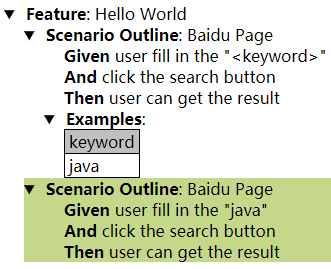 Feature: Hello World
Scenario Outline: Baidu Page
Given user fill in the "<keyword>"
And click the search button
Then user can get the result
Examples:
keyword
java
Scenario Outline: Baidu Page
Given user fill in the "java"
And click the search button
Then user can get the result